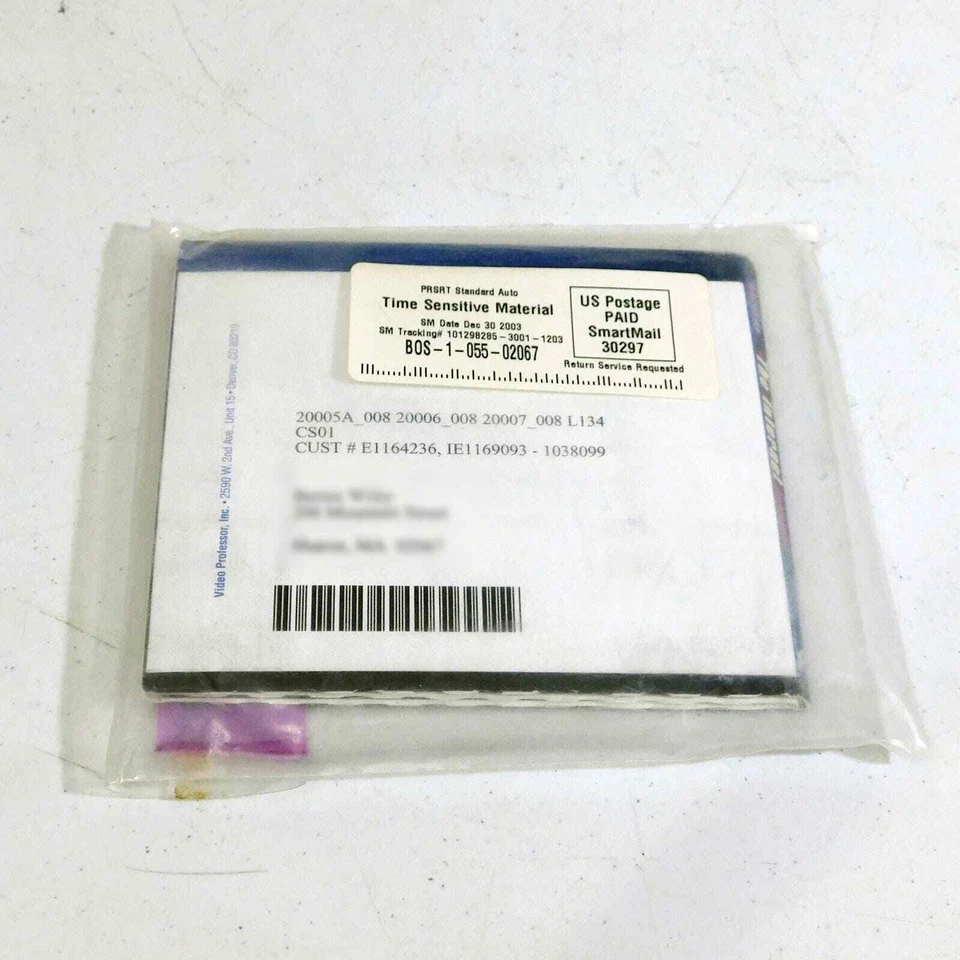 PRSRT Standard Auto
Time Sensitive Material
SM Date Dec 30 2003
SM Tracking# 101298285-3001-1203
BOS-1-055-02067
US Postage
PAID
SmartMail
30297
Return Service Requested
20005A_008 20006_008 20007_008 L134
CS01
CUST # E1164236, IE1169093 - 1038099
Video Professor, Inc. • 2590 W. 2nd Ave., Unit 15 • Denver, CO 80219